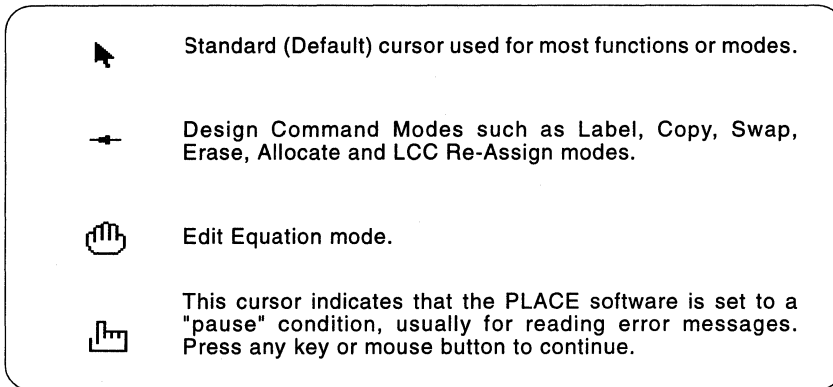 Standard (Default) cursor used for most functions or modes.
Design Command Modes such as Label, Copy, Swap,
Erase, Allocate and LCC Re-Assign modes.
Edit Equation mode.
This cursor indicates that the PLACE software is set to a
"pause" condition, usually for reading error messages.
Press any key or mouse button to continue.